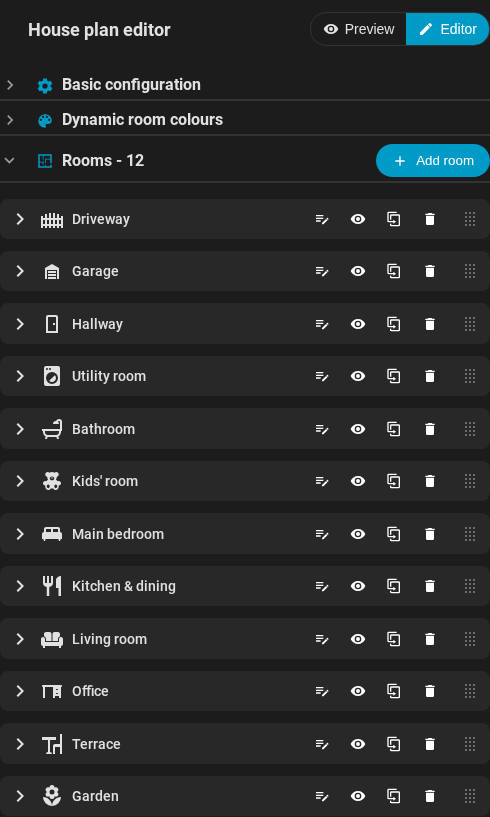 House plan editor
Preview
Editor
Basic configuration
Dynamic room colours
Rooms - 12
Add room
Driveway
Garage
Hallway
Utility room
Bathroom
Kids' room
Main bedroom
Kitchen & dining
Living room
Office
Terrace
Garden